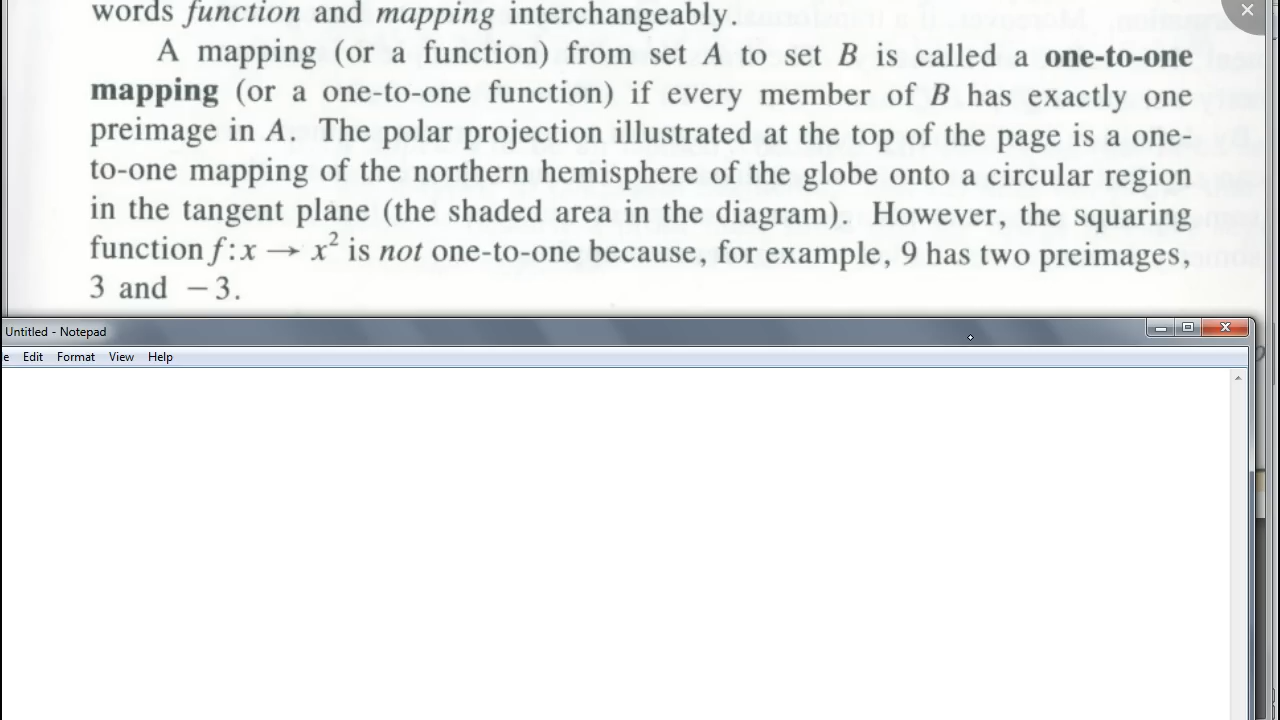 words function and mapping interchangeably.
A mapping (or a function) from set A to set B is called a one-to-one
mapping (or a one-to-one function) if every member of B has exactly one
preimage in A. The polar projection illustrated at the top of the page is a one-
to-one mapping of the northern hemisphere of the globe onto a circular region
in the tangent plane (the shaded area in the diagram). However, the squaring
function f:x → x² is not one-to-one because, for example, 9 has two preimages,
3 and −3.
Untitled - Notepad
Edit Format View Help